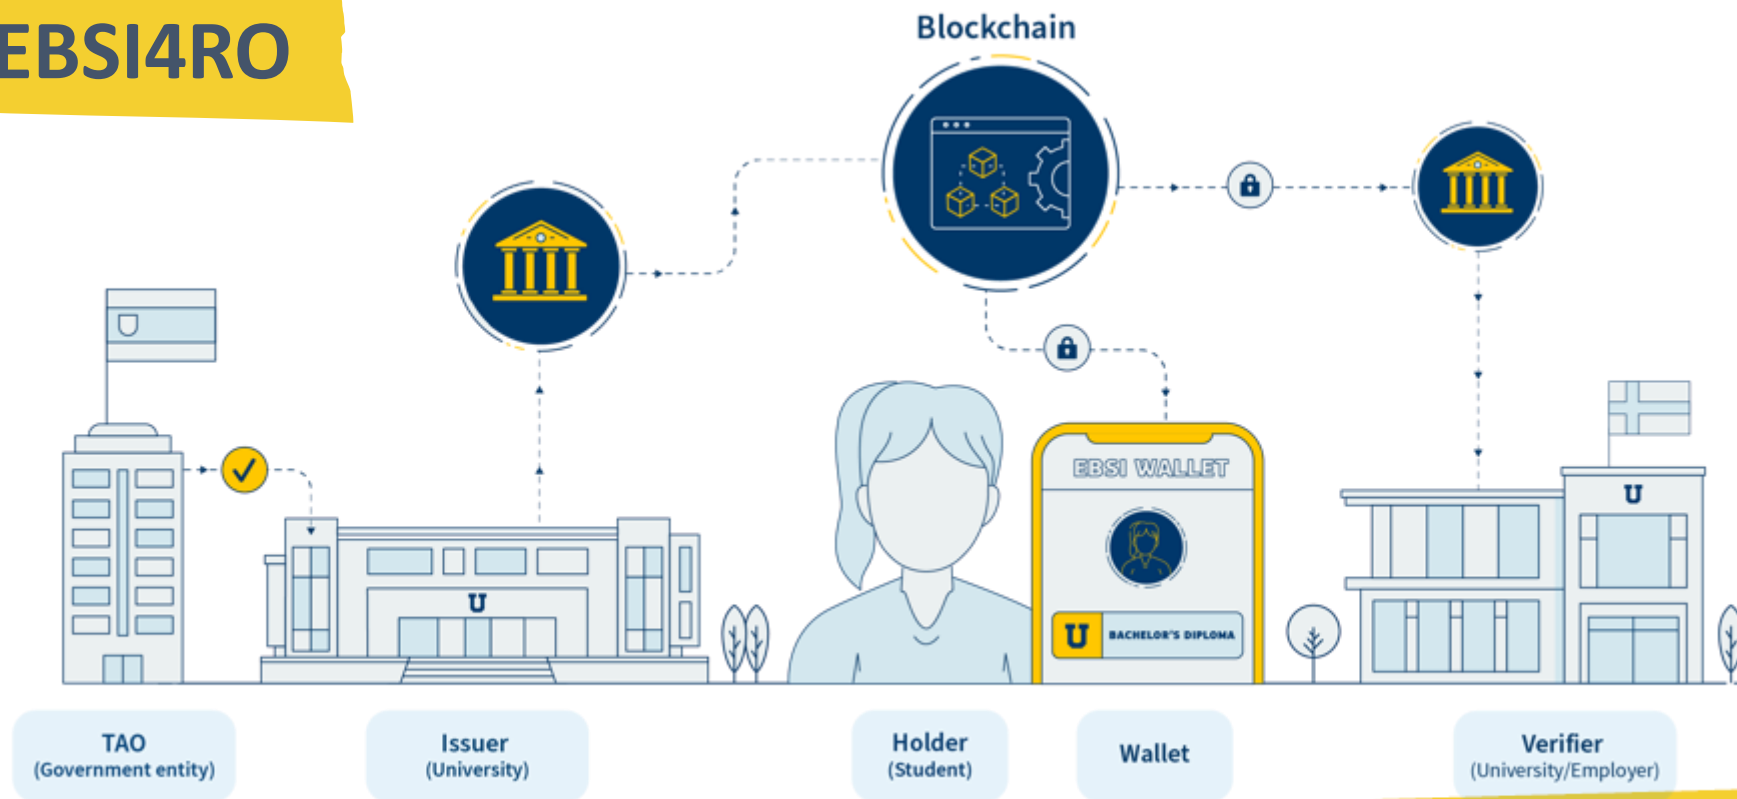 EBSI4RO
Blockchain
EBSI WALLET
U
U
U BACHELOR'S DIPLOMA
TAO
(Government entity)
Issuer
(University)
Holder
(Student)
Wallet
Verifier
(University/Employer)